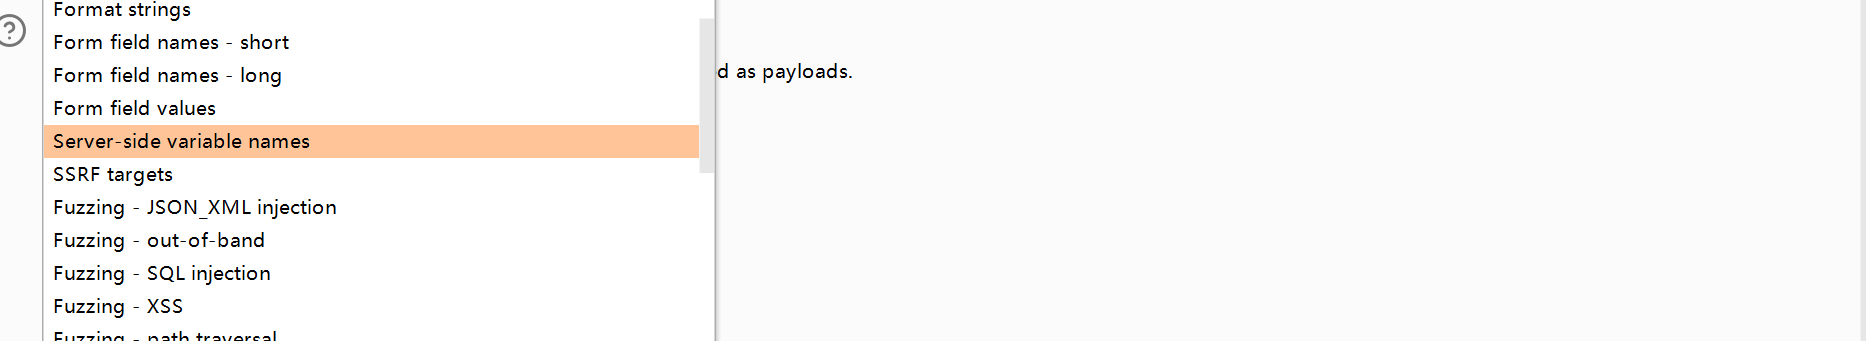 Format strings
Form field names - short
d as payloads.
Form field names - long
Form field values
Server-side variable names
SSRF targets
Fuzzing - JSON_XML injection
Fuzzing - out-of-band
Fuzzing - SQL injection
Fuzzing - XSS
Fuzzing - path traversal